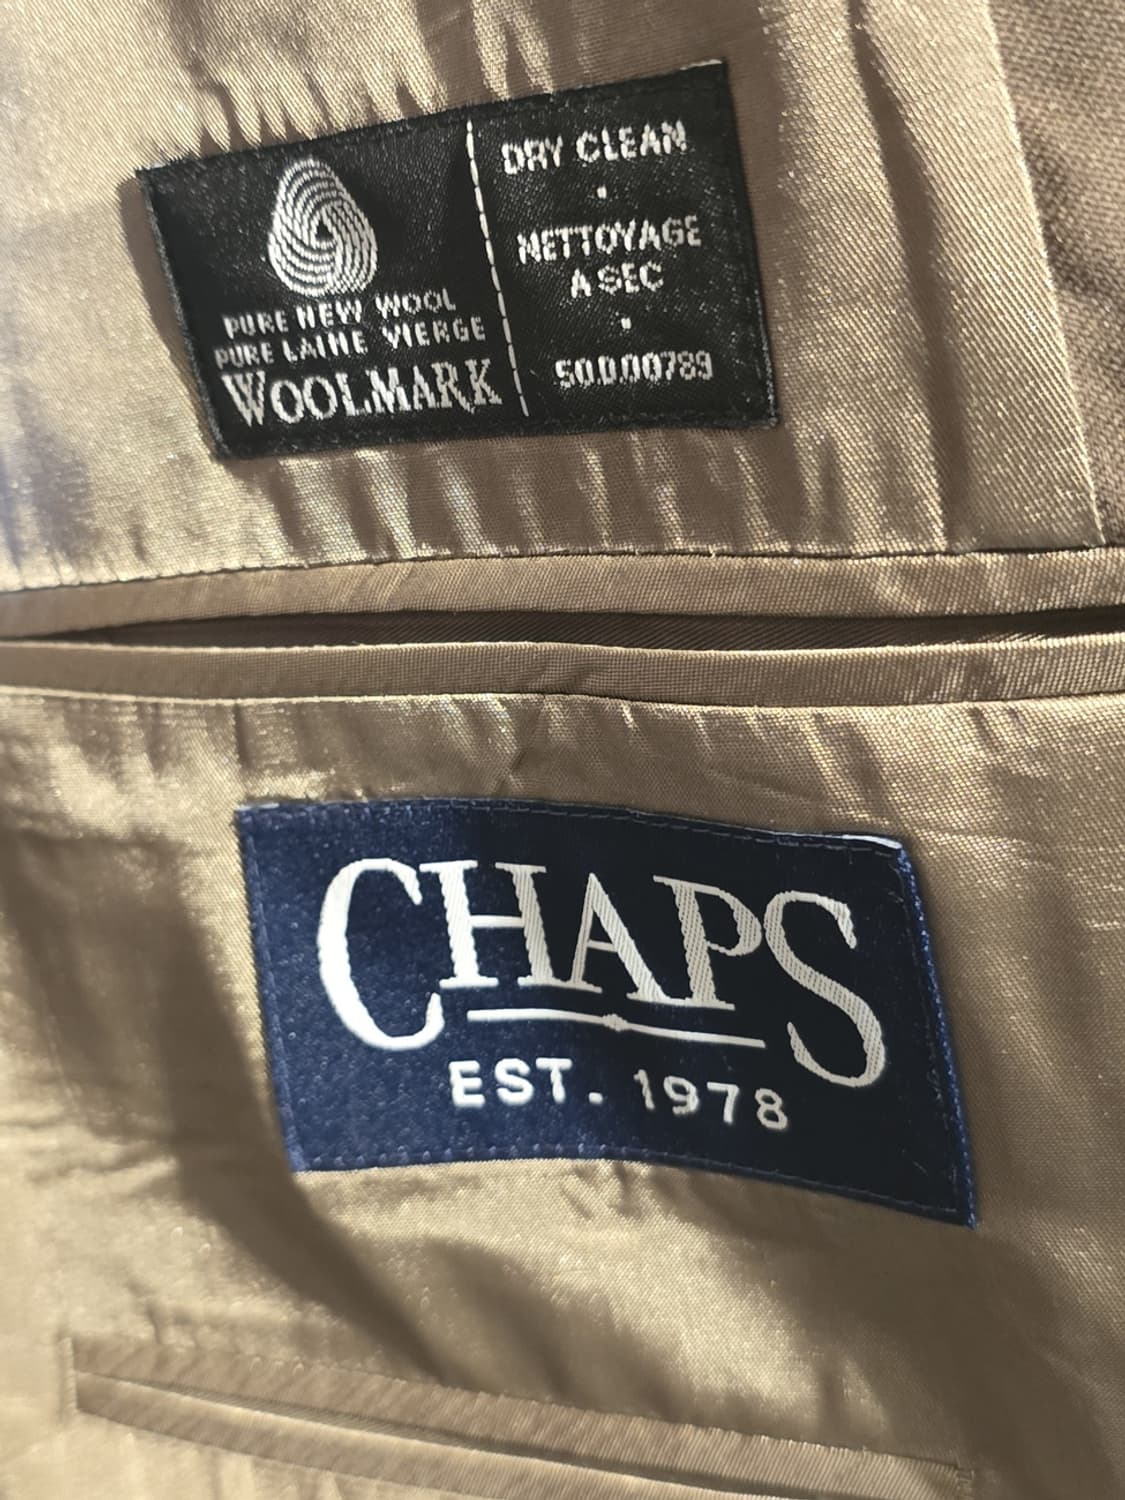 PURE NEW WOOL
PURE LAINE VIERGE
WOOLMARK
DRY CLEAN
NETTOYAGE
A SEC
50.D.00789
CHAPS
EST. 1978